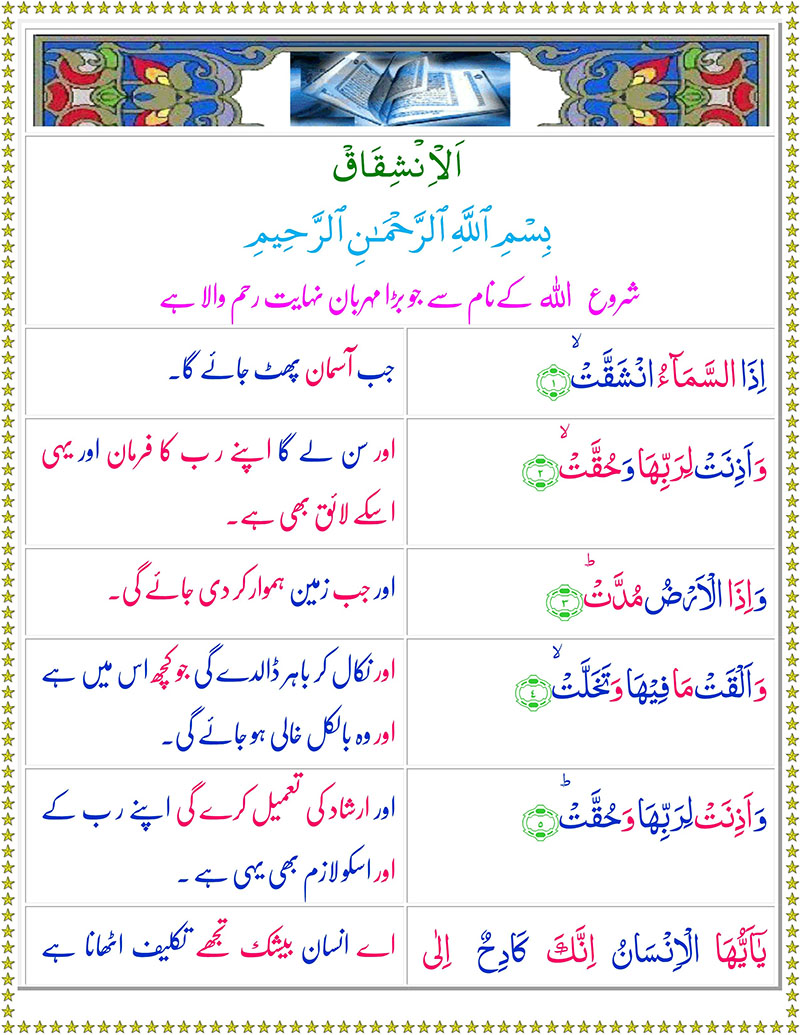 اَلْاِنْشِقَاقْ
بِسْمِ ٱللَّهِ ٱلرَّحْمَـٰنِ ٱلرَّحِيمِ
شروع اللہ کے نام سے جو بڑا مہربان نہایت رحم والا ہے
اِذَا السَّمَآءُ انْشَقَّتْۙ ۱
جب آسمان پھٹ جائے گا۔
وَاَذِنَتْ لِرَبِّهَا وَحُقَّتْۙ ۲
اور سن لے گا اپنے رب کا فرمان اور یہی
اسکے لائق بھی ہے۔
وَاِذَا الْاَرْضُ مُدَّتْؕ ۳
اور جب زمین ہموار کر دی جائے گی۔
وَاَلْقَتْ مَا فِيْهَا وَتَخَلَّتْۙ ٤
اور نکال کر باہر ڈالدے گی جو کچھ اس میں ہے
اور وہ بالکل خالی ہو جائے گی۔
وَاَذِنَتْ لِرَبِّهَا وَحُقَّتْؕ ۵
اور ارشاد کی تعمیل کرے گی اپنے رب کے
اور اسکو لازم بھی یہی ہے ۔
يٰۤاَيُّهَا الْاِنْسَانُ اِنَّكَ كَادِحٌ اِلٰى
اے انسان بیشک تجھے تکلیف اٹھانا ہے